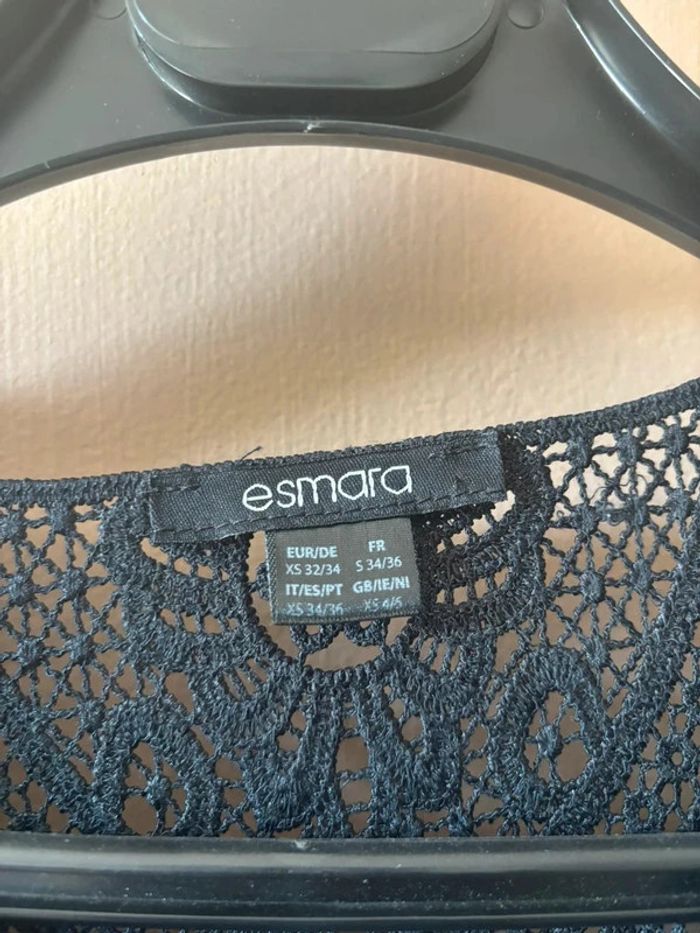 esmara
EUR/DE FR
XS 32/34 S 34/36
IT/ES/PT GB/IE/NI
XS 34/36 XS 4/6